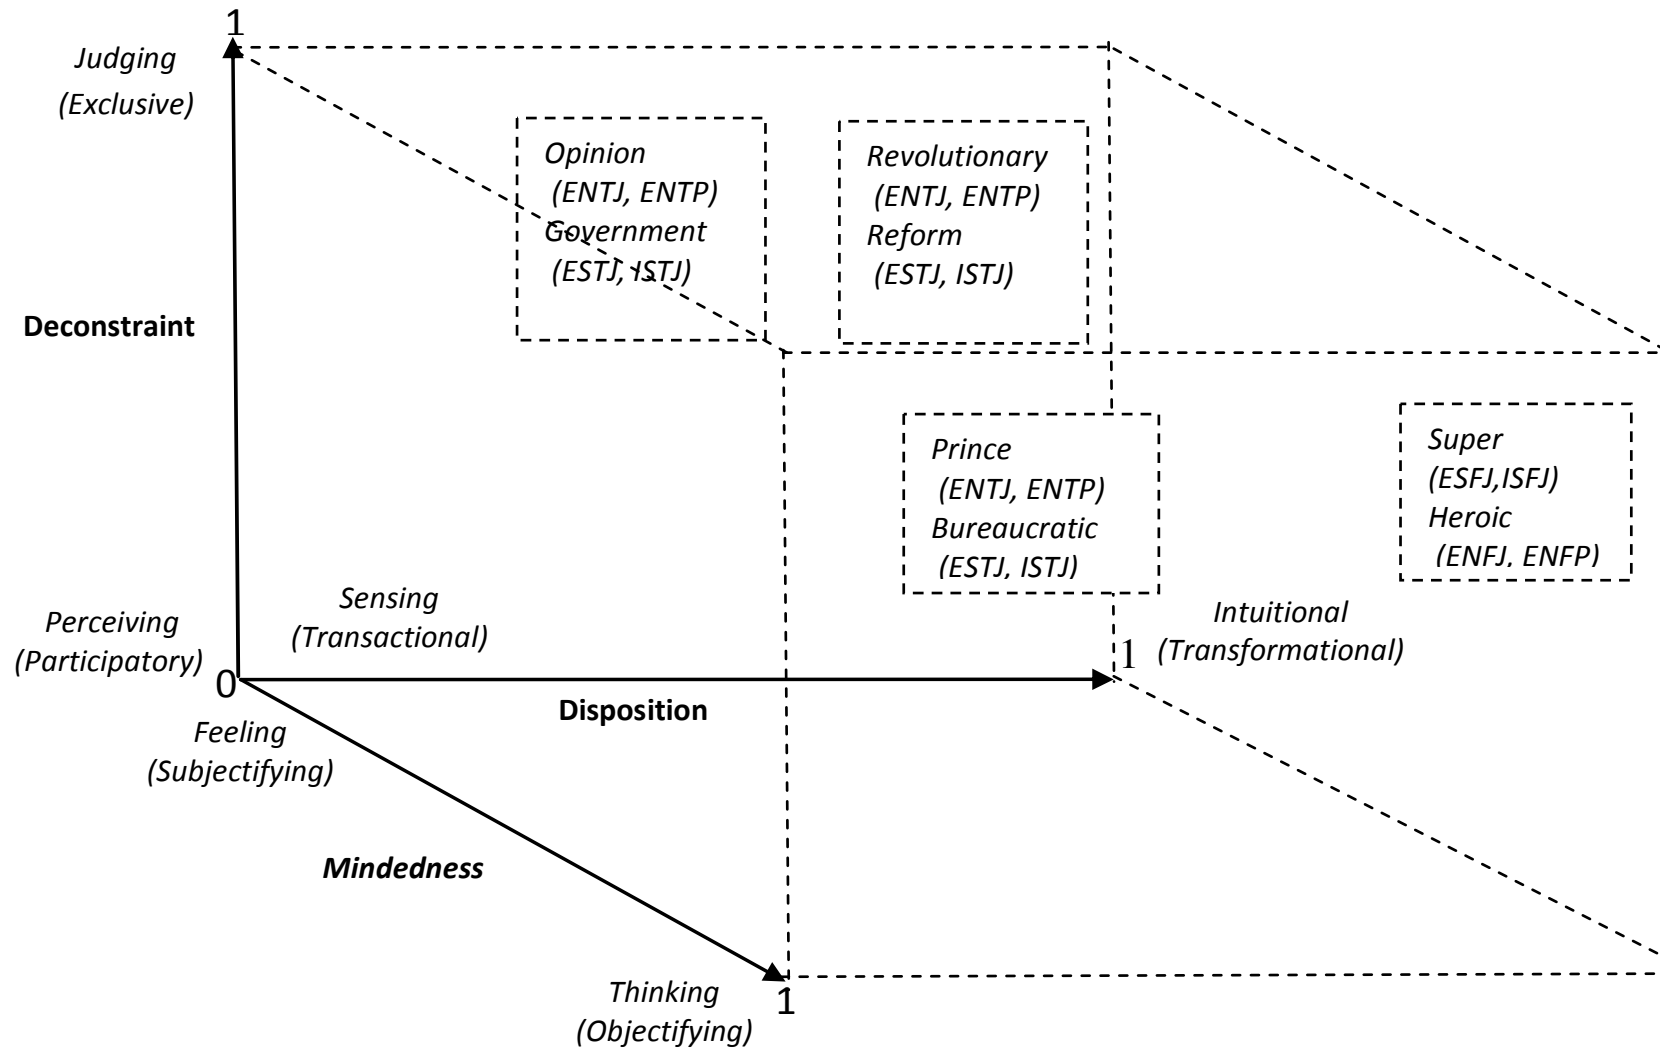 1
Judging
(Exclusive)
Opinion
(ENTJ, ENTP)
Government
(ESTJ, ISTJ)
Revolutionary
(ENTJ, ENTP)
Reform
(ESTJ, ISTJ)
Deconstraint
Prince
(ENTJ, ENTP)
Bureaucratic
(ESTJ, ISTJ)
Super
(ESFJ,ISFJ)
Heroic
(ENFJ, ENFP)
Perceiving
(Participatory)
Sensing
(Transactional)
Intuitional
(Transformational)
1
0
Disposition
Feeling
(Subjectifying)
Mindedness
Thinking
(Objectifying)
1